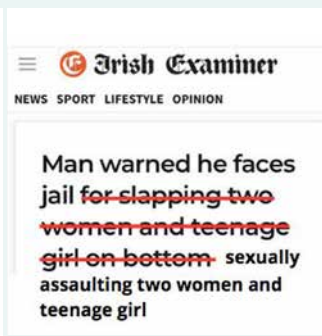 Irish Examiner
NEWS SPORT LIFESTYLE OPINION
Man warned he faces
jail for slapping two
women and teenage
girl on bottom sexually
assaulting two women and
teenage girl